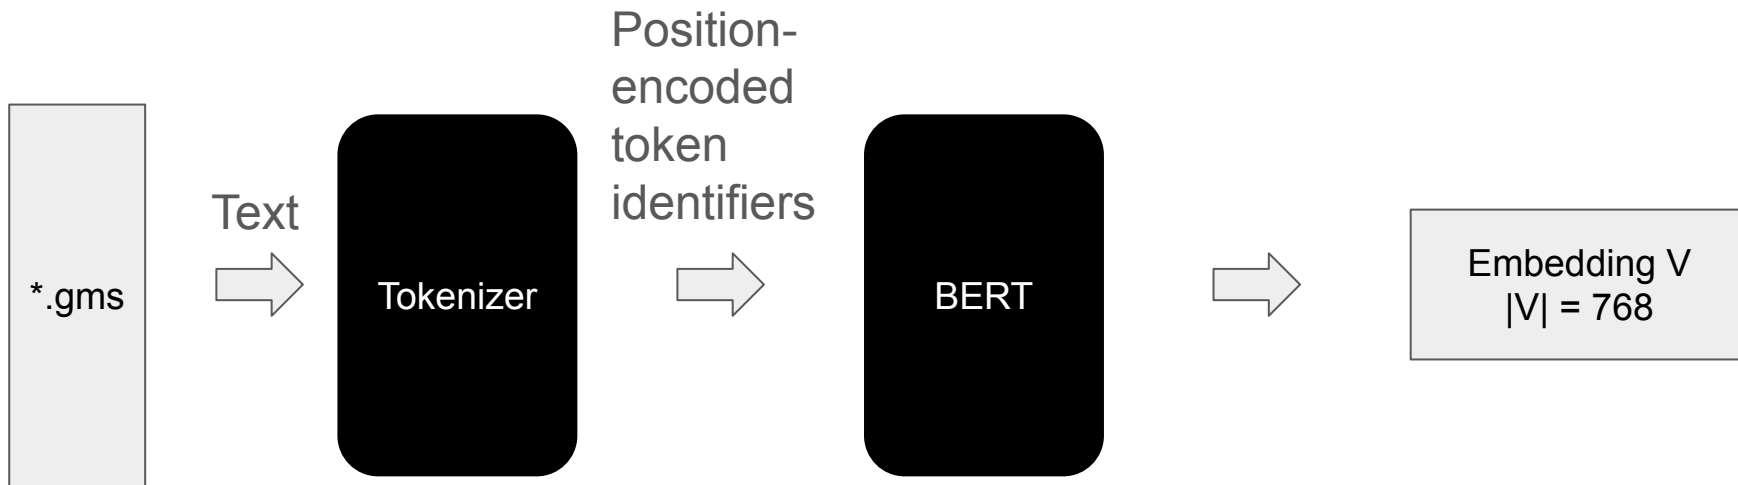 *.gms
Text
Tokenizer
Position-
encoded
token
identifiers
BERT
Embedding V
|V| = 768